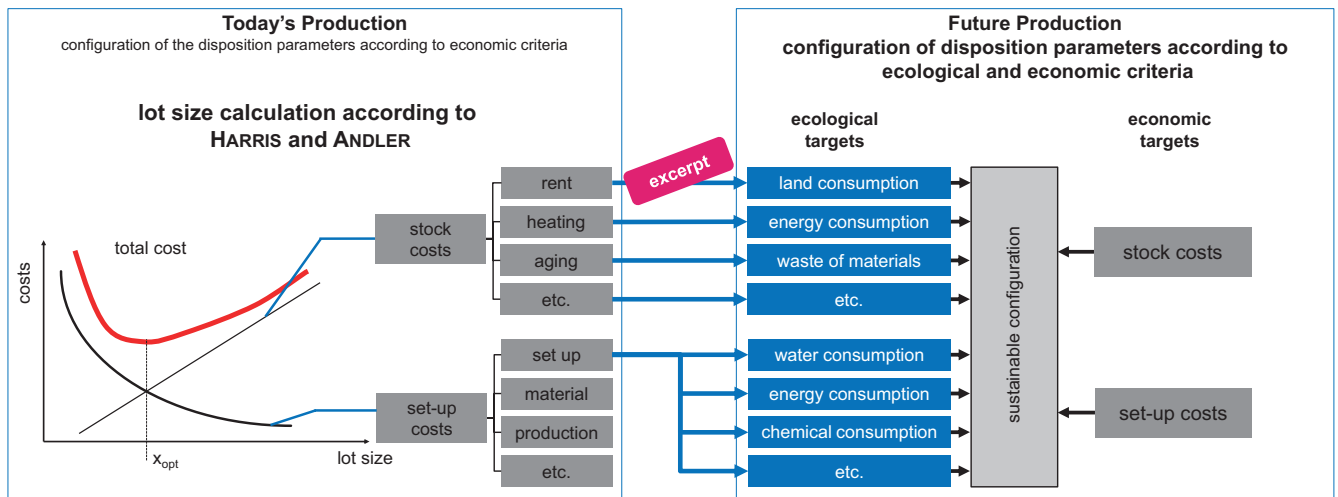 Today's Production
configuration of the disposition parameters according to economic criteria
lot size calculation according to
HARRIS and ANDLER
total cost
costs
x_opt
lot size
stock
costs
set-up
costs
rent
heating
aging
etc.
set up
material
production
etc.
excerpt
Future Production
configuration of disposition parameters according to
ecological and economic criteria
ecological
targets
economic
targets
land consumption
energy consumption
waste of materials
etc.
water consumption
energy consumption
chemical consumption
etc.
sustainable configuration
stock costs
set-up costs